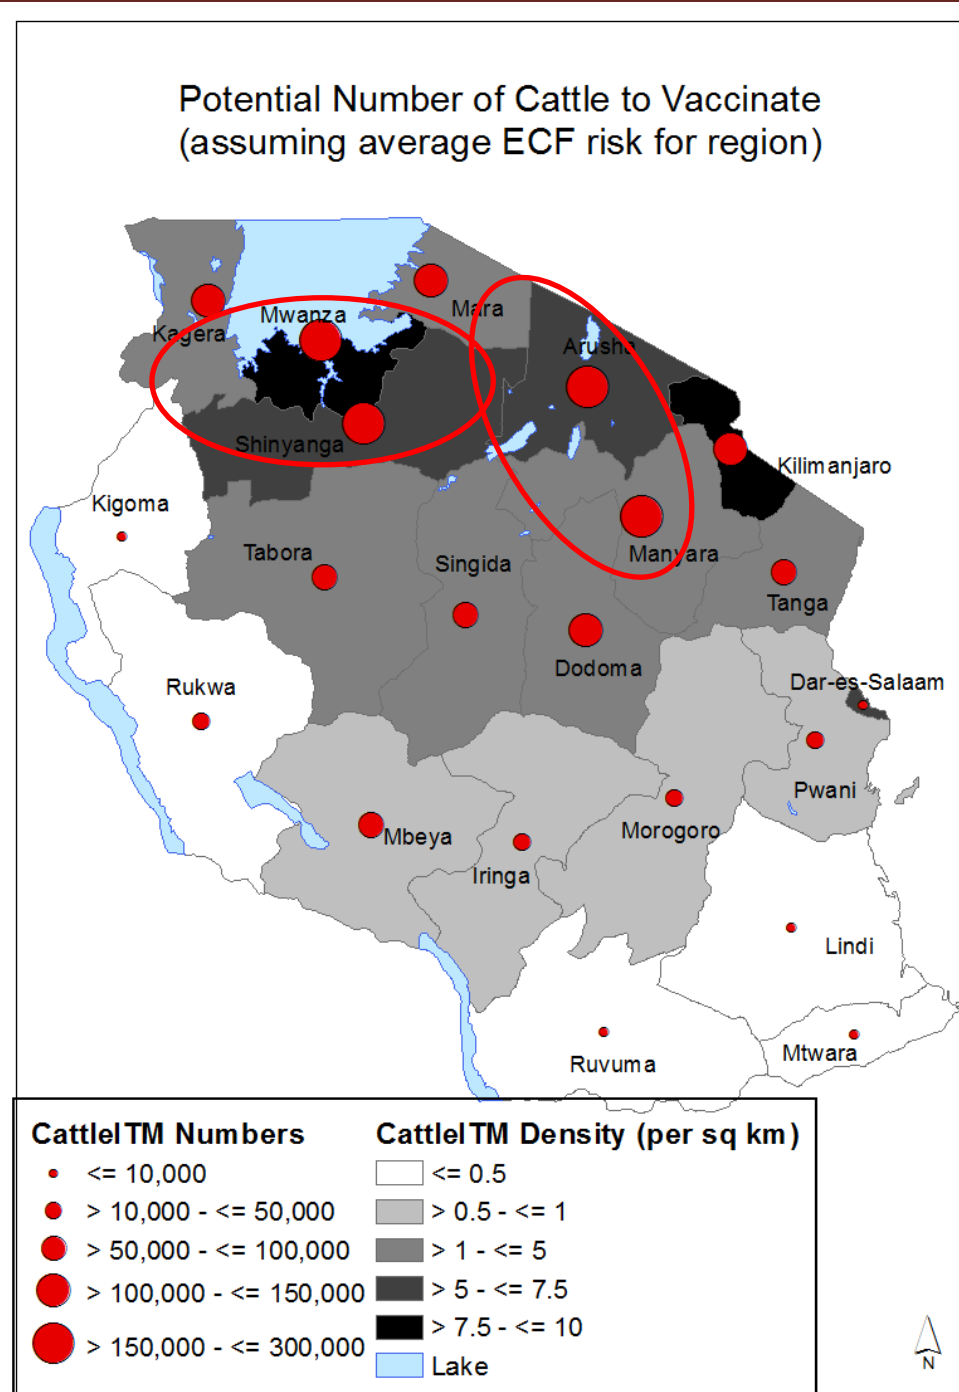 Potential Number of Cattle to Vaccinate
(assuming average ECF risk for region)
Mara
Mwanza
Kagera
Arusha
Shinyanga
Kilimanjaro
Kigoma
Tabora
Singida
Manyara
Tanga
Dodoma
Rukwa
Dar-es-Salaam
Pwani
Mbeya
Morogoro
Iringa
Lindi
Mtwara
Ruvuma
CattleITM Numbers
<= 10,000
> 10,000 - <= 50,000
> 50,000 - <= 100,000
> 100,000 - <= 150,000
> 150,000 - <= 300,000
CattleITM Density (per sq km)
<= 0.5
> 0.5 - <= 1
> 1 - <= 5
> 5 - <= 7.5
> 7.5 - <= 10
Lake
N